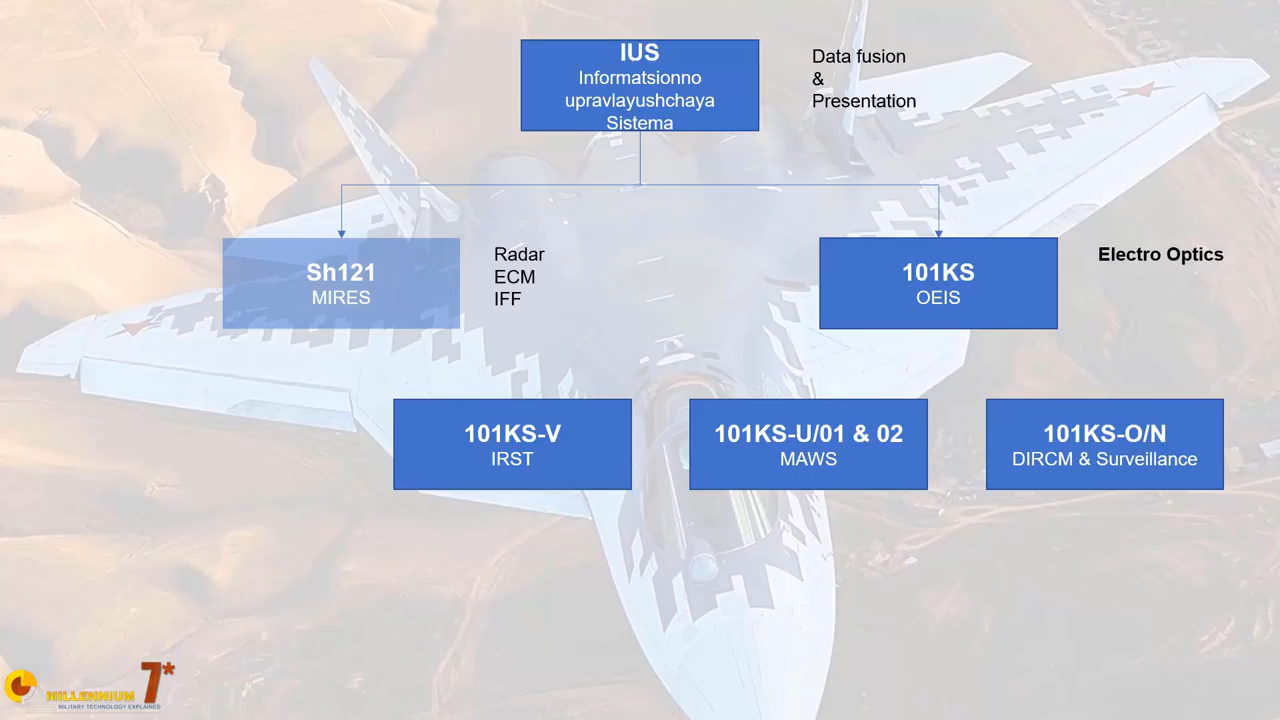 IUS
Informatsionno
upravlayushchaya
Sistema
Data fusion
&
Presentation
Sh121
MIRES
Radar
ECM
IFF
101KS
OEIS
Electro Optics
101KS-V
IRST
101KS-U/01 & 02
MAWS
101KS-O/N
DIRCM & Surveillance
MILLENNIUM 7*
MILITARY TECHNOLOGY EXPLAINED